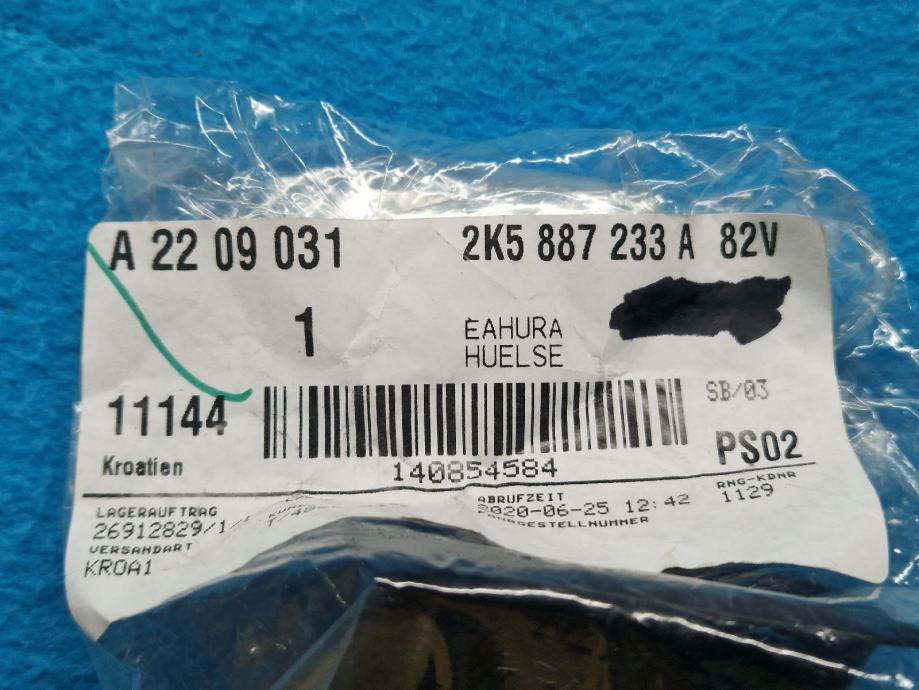 A 22 09 031 2K5 887 233 A 82V
1 EAHURA
HUELSE
11144 SB/03
PS02
Kroatien 140854584
LAGERAUFTRAG ABRUFZEIT RNG-KDNR
26912829/1 2020-06-25 12:42 1129
VERSANDART
KROA1